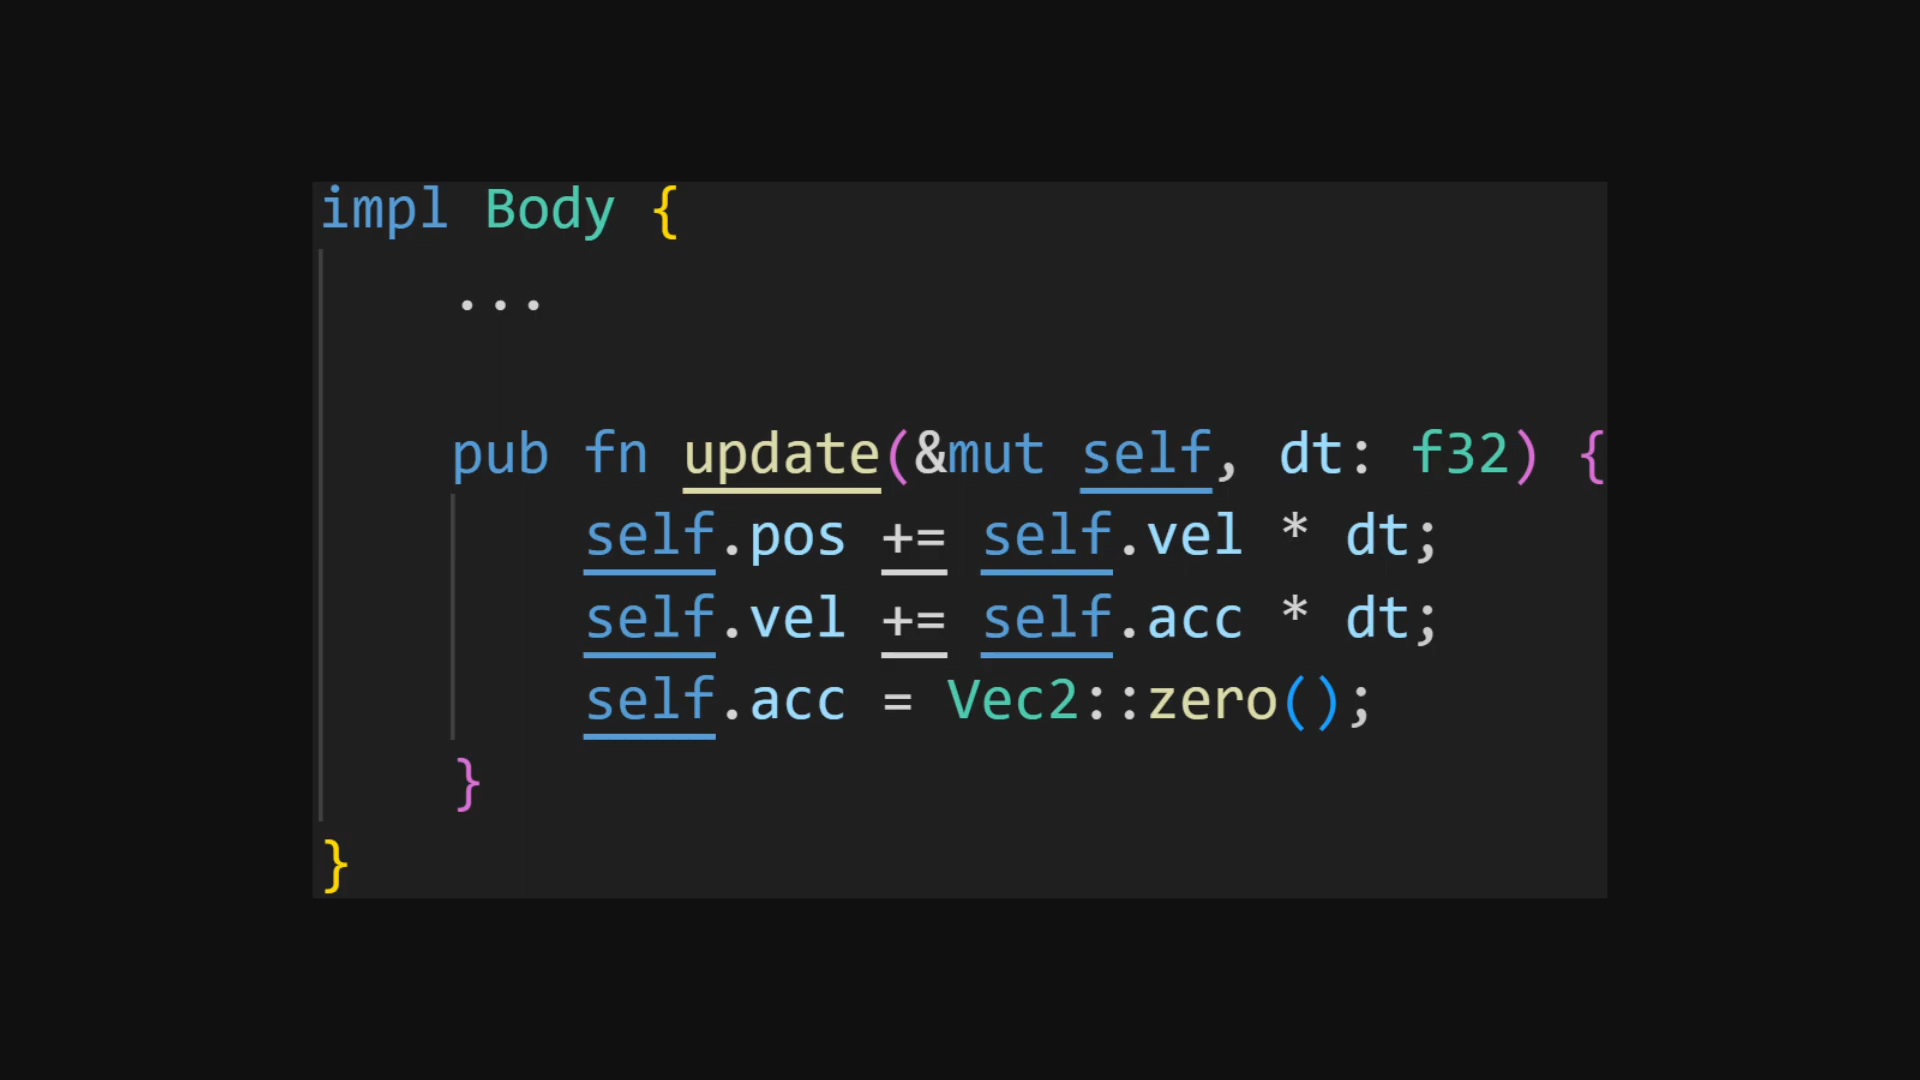 impl Body {
...
pub fn update(&mut self, dt: f32) {
self.pos += self.vel * dt;
self.vel += self.acc * dt;
self.acc = Vec2::zero();
}
}